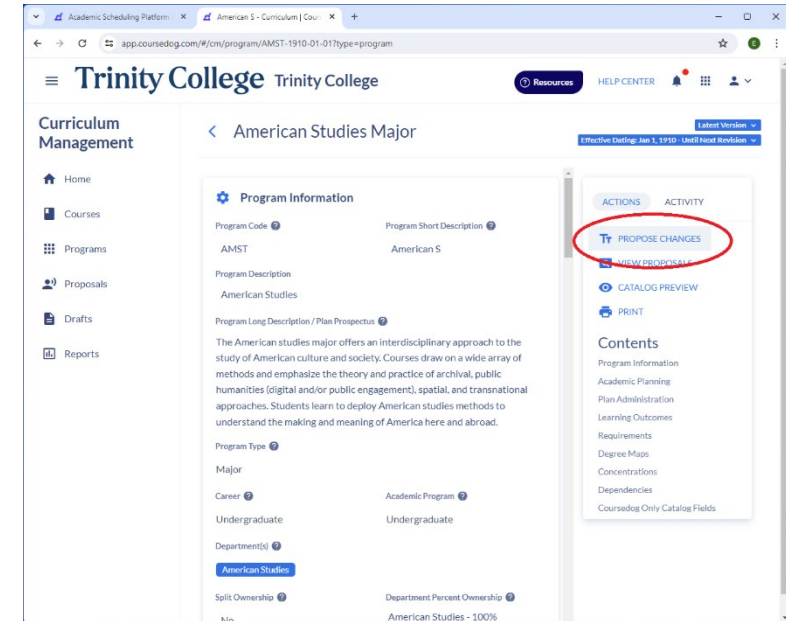 Academic Scheduling Platform
American S - Curriculum | Cour
app.coursedog.com/#/cm/program/AMST-1910-01-01?type=program
E
Trinity College Trinity College
Resources
HELP CENTER
Curriculum
Management
Home
Courses
Programs
Proposals
Drafts
Reports
American Studies Major
Latest Version
Effective Dating: Jan 1, 1910 - Until Next Revision
Program Information
Program Code
Program Short Description
AMST
American S
Program Description
American Studies
Program Long Description / Plan Prospectus
The American studies major offers an interdisciplinary approach to the
study of American culture and society. Courses draw on a wide array of
methods and emphasize the theory and practice of archival, public
humanities (digital and/or public engagement), spatial, and transnational
approaches. Students learn to deploy American studies methods to
understand the making and meaning of America here and abroad.
Program Type
Major
Career
Academic Program
Undergraduate
Undergraduate
Department(s)
American Studies
Split Ownership
Department Percent Ownership
No
American Studies - 100%
ACTIONS
ACTIVITY
PROPOSE CHANGES
VIEW PROPOSALS
CATALOG PREVIEW
PRINT
Contents
Program Information
Academic Planning
Plan Administration
Learning Outcomes
Requirements
Degree Maps
Concentrations
Dependencies
Coursedog Only Catalog Fields